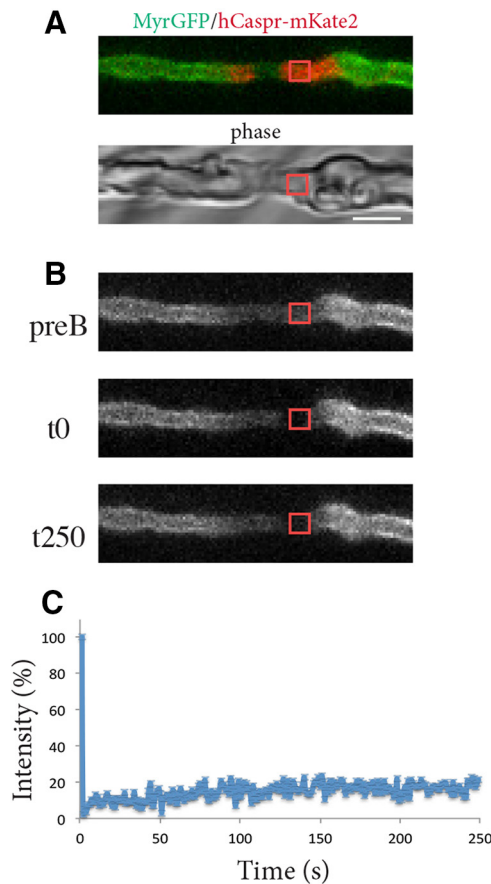 A
MyrGFP/hCaspr-mKate2
phase
B
preB
t0
t250
C
Intensity (%)
100
80
60
40
20
0
0 50 100 150 200 250
Time (s)